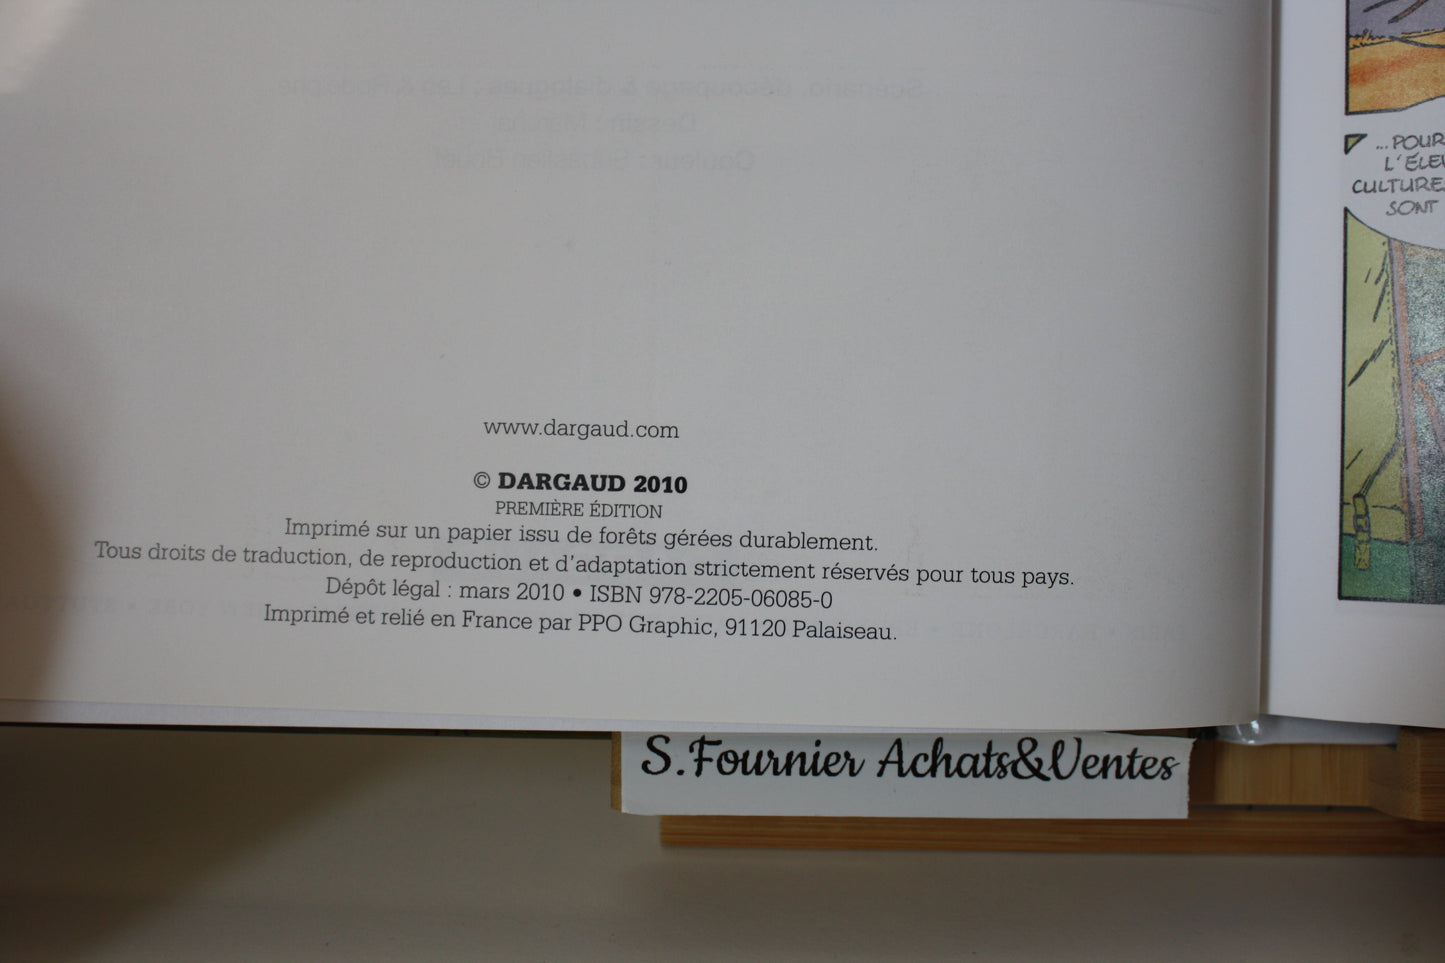 ...POUR
L'ÉLEV
CULTURE
SONT
www.dargaud.com
© DARGAUD 2010
PREMIÈRE ÉDITION
Imprimé sur un papier issu de forêts gérées durablement.
Tous droits de traduction, de reproduction et d'adaptation strictement réservés pour tous pays.
Dépôt légal : mars 2010 • ISBN 978-2205-06085-0
Imprimé et relié en France par PPO Graphic, 91120 Palaiseau.
S.Fournier Achats&Ventes